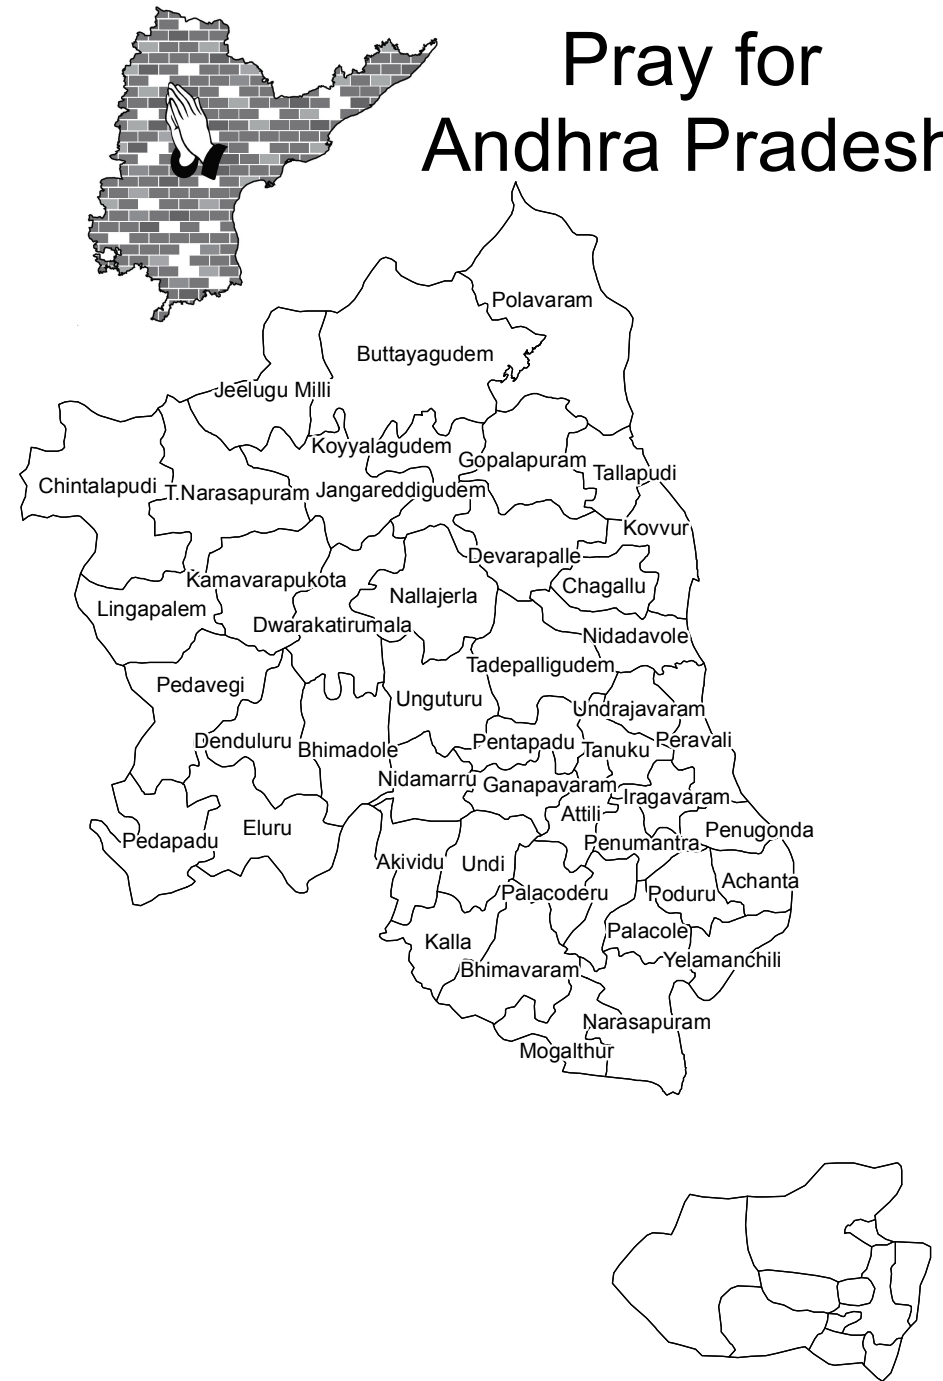 Pray for
Andhra Pradesh
Polavaram
Buttayagudem
Jeelugu Milli
Koyyalagudem
Gopalapuram
Tallapudi
Chintalapudi
T.Narasapuram
Jangareddigudem
Kovvur
Devarapalle
Kamavarapukota
Chagallu
Nallajerla
Lingapalem
Dwarakatirumala
Nidadavole
Tadepalligudem
Pedavegi
Unguturu
Undrajavaram
Denduluru
Bhimadole
Pentapadu
Tanuku
Peravali
Nidamarru
Ganapavaram
Iragavaram
Attili
Eluru
Penugonda
Pedapadu
Penumantra
Akividu
Undi
Achanta
Palacoderu
Poduru
Palacole
Kalla
Yelamanchili
Bhimavaram
Narasapuram
Mogalthur